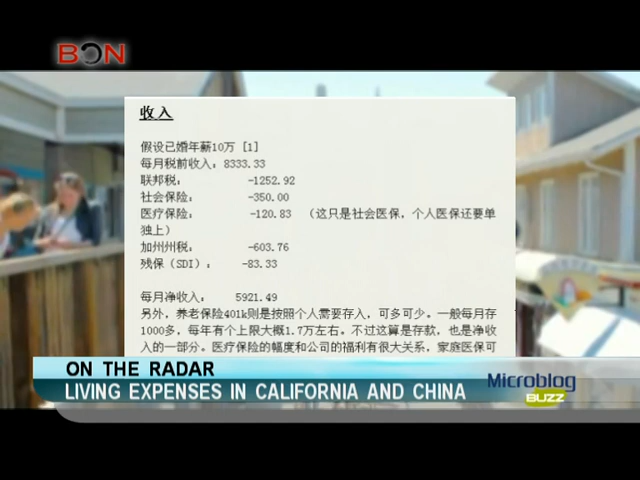 BON
收入
假设已婚年薪10万 [1]
每月税前收入：8333.33
联邦税： -1252.92
社会保险： -350.00
医疗保险： -120.83 （这只是社会医保，个人医保还要单
独上）
加州州税： -603.76
残保（SDI）： -83.33
每月净收入： 5921.49
另外，养老保险401k则是按照个人需要存入，可多可少。一般每月存
1000多，每年有个上限大概1.7万左右。不过这算是存款，也是净收
入的一部分。医疗保险的幅度和公司的福利有很大关系，家庭医保可
ON THE RADAR
LIVING EXPENSES IN CALIFORNIA AND CHINA
Microblog
BUZZ